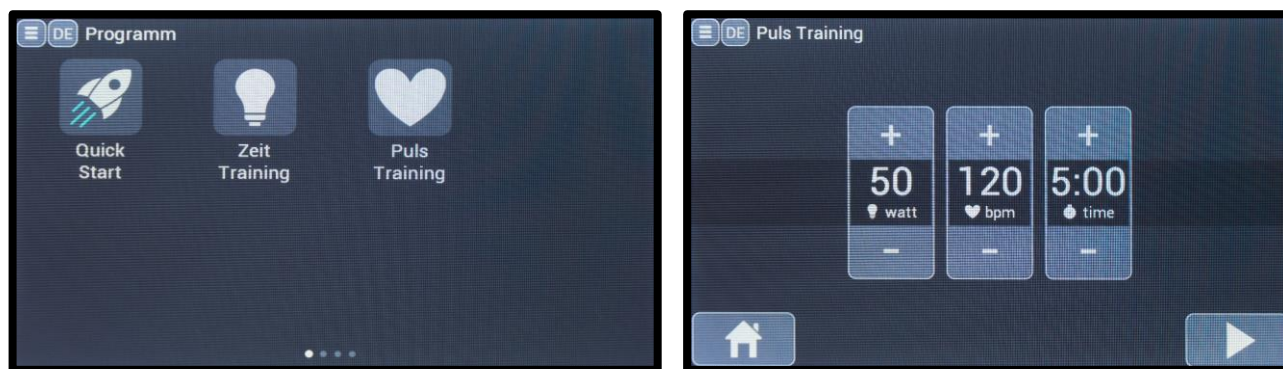 DE Programm
Quick
Start
Zeit
Training
Puls
Training
DE Puls Training
+
+
+
50
120
5:00
watt
bpm
time
-
-
-